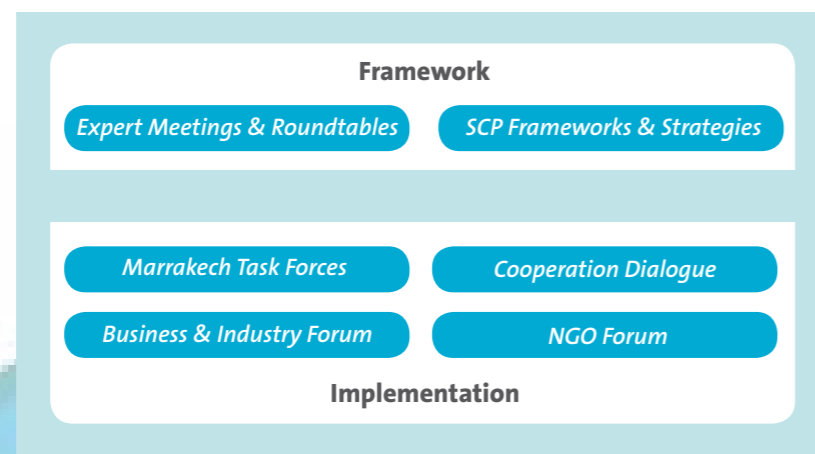 Framework
Expert Meetings & Roundtables
SCP Frameworks & Strategies
Marrakech Task Forces
Cooperation Dialogue
Business & Industry Forum
NGO Forum
Implementation